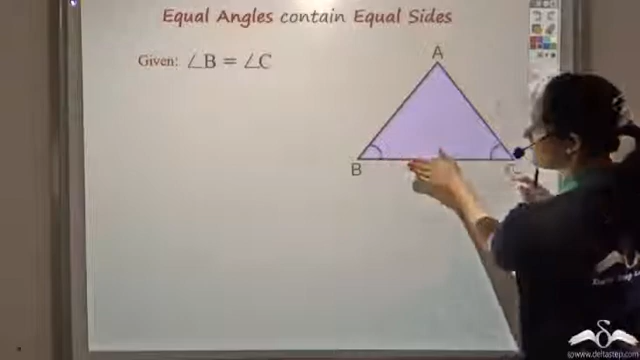 Equal Angles contain Equal Sides
Given: ∠B = ∠C
A
B
www.deltastep.com